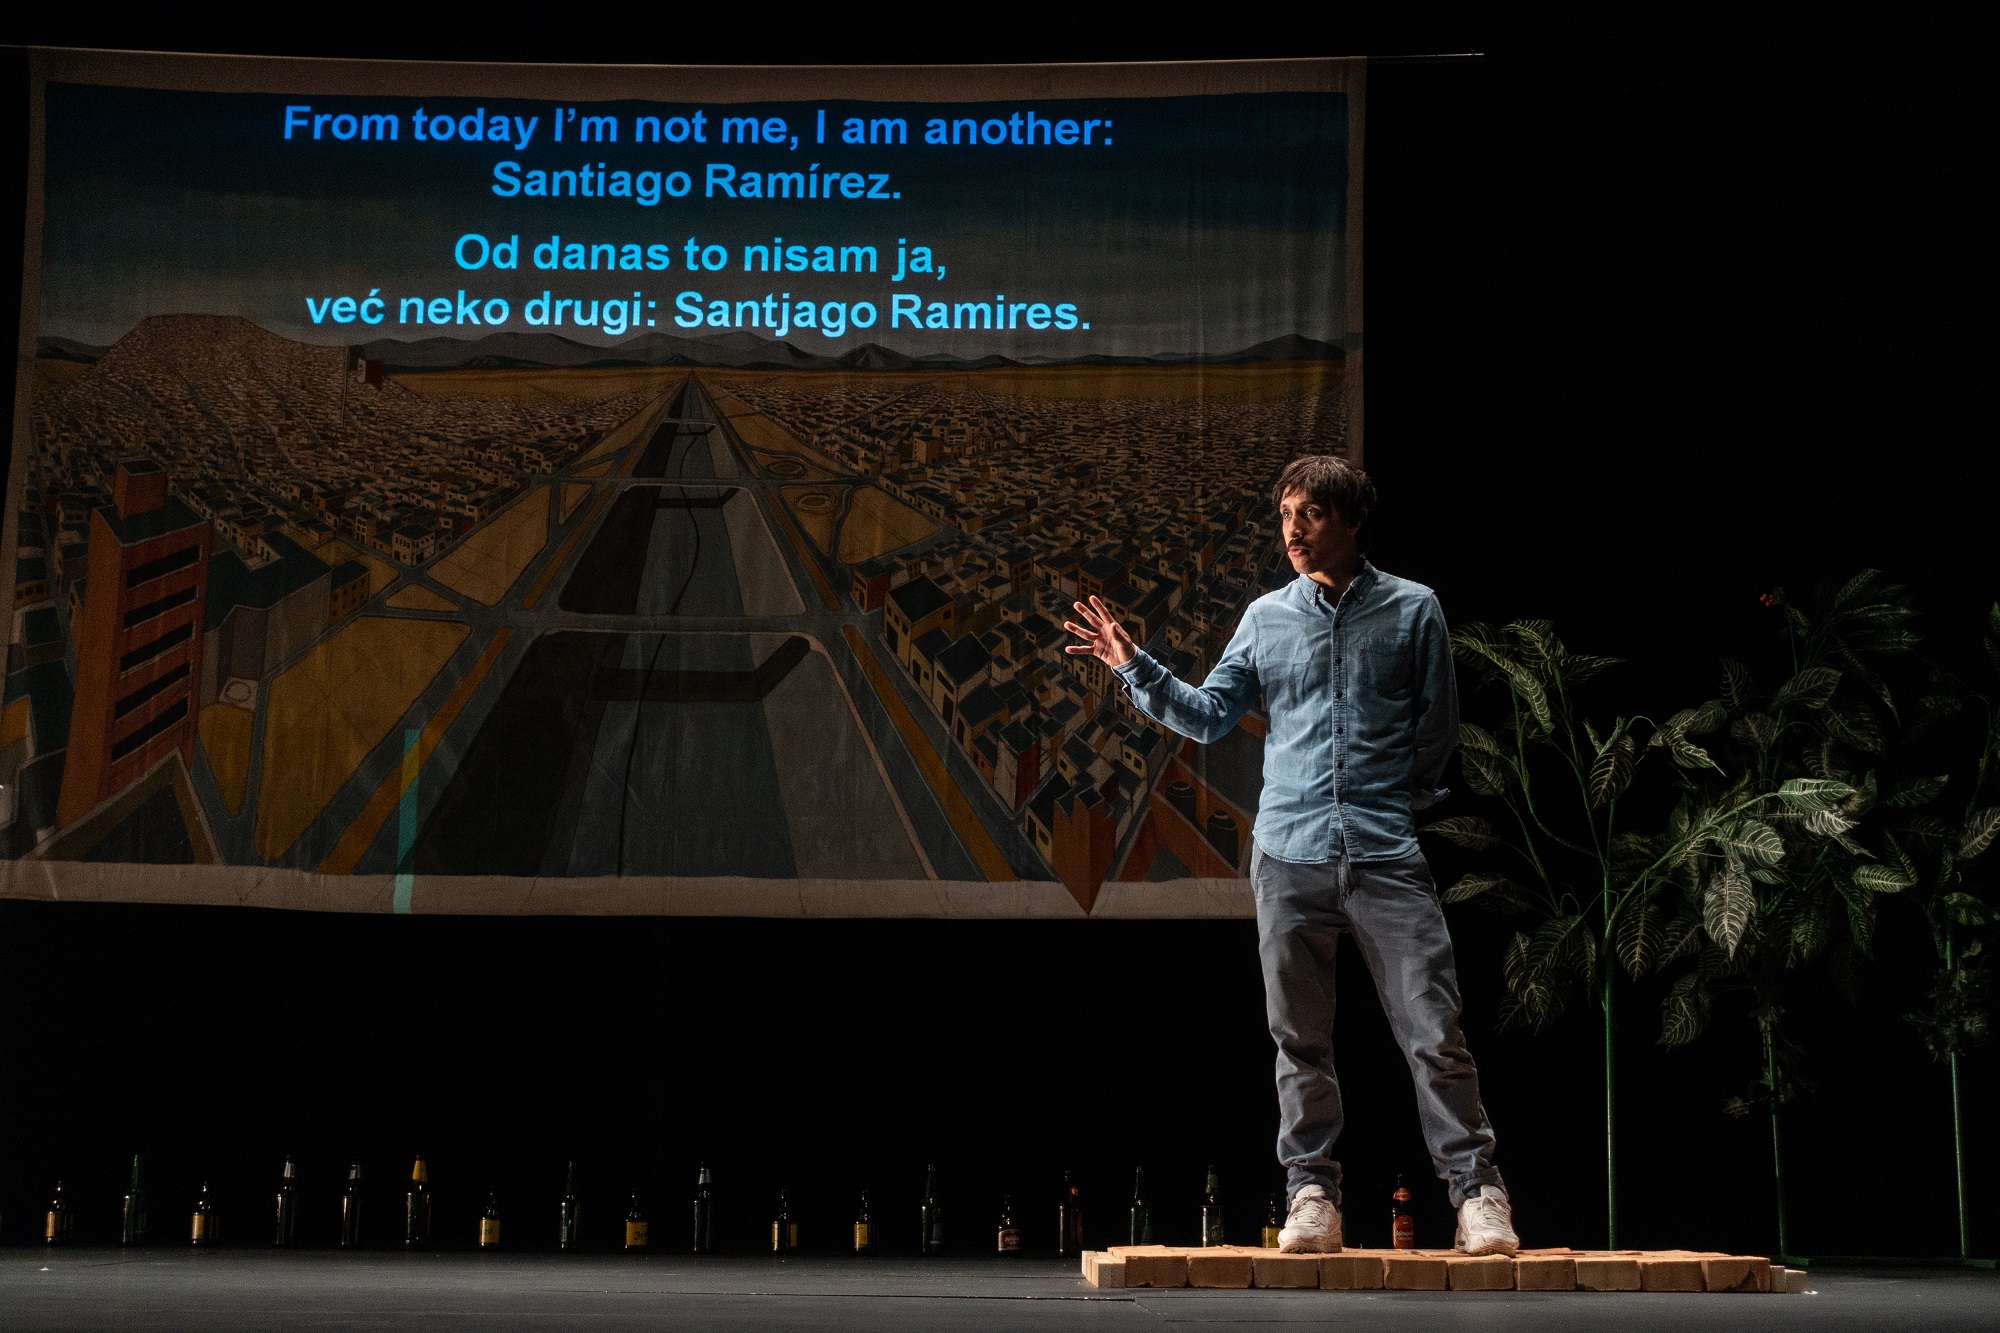 From today I’m not me, I am another:
Santiago Ramírez.
Od danas to nisam ja,
već neko drugi: Santjago Ramires.